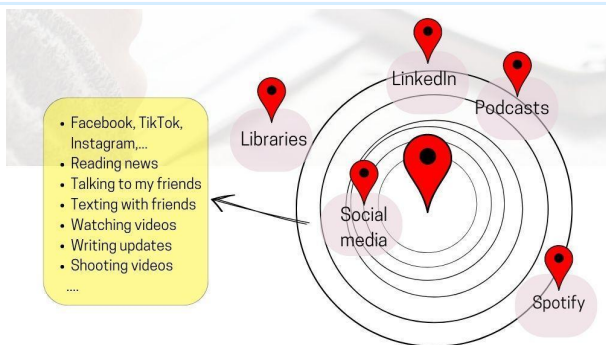 LinkedIn
Podcasts
Libraries
• Facebook, TikTok,
Instagram,...
• Reading news
• Talking to my friends
• Texting with friends
• Watching videos
• Writing updates
• Shooting videos
....
Social
media
Spotify